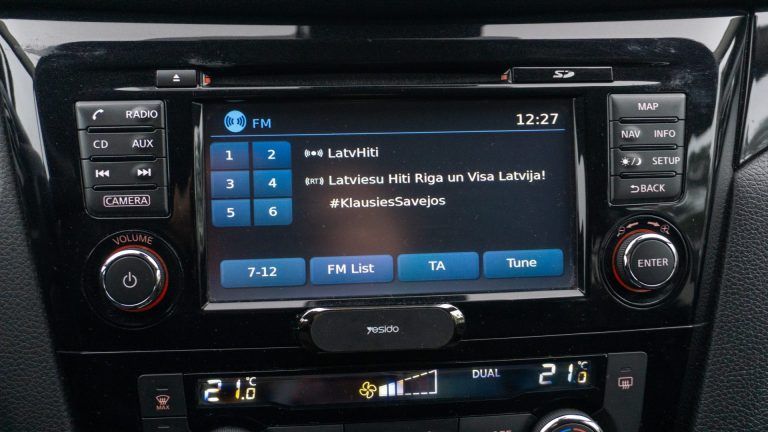 SD
RADIO
CD AUX
CAMERA
VOLUME
FM 12:27
1 2
3 4
5 6
LatvHiti
(RT) Latviesu Hiti Riga un Visa Latvija!
#KlausiesSavejos
7-12 FM List TA Tune
MAP
NAV INFO
SETUP
BACK
ENTER
yesido
MAX
21.0 °C
DUAL
21.0 °C